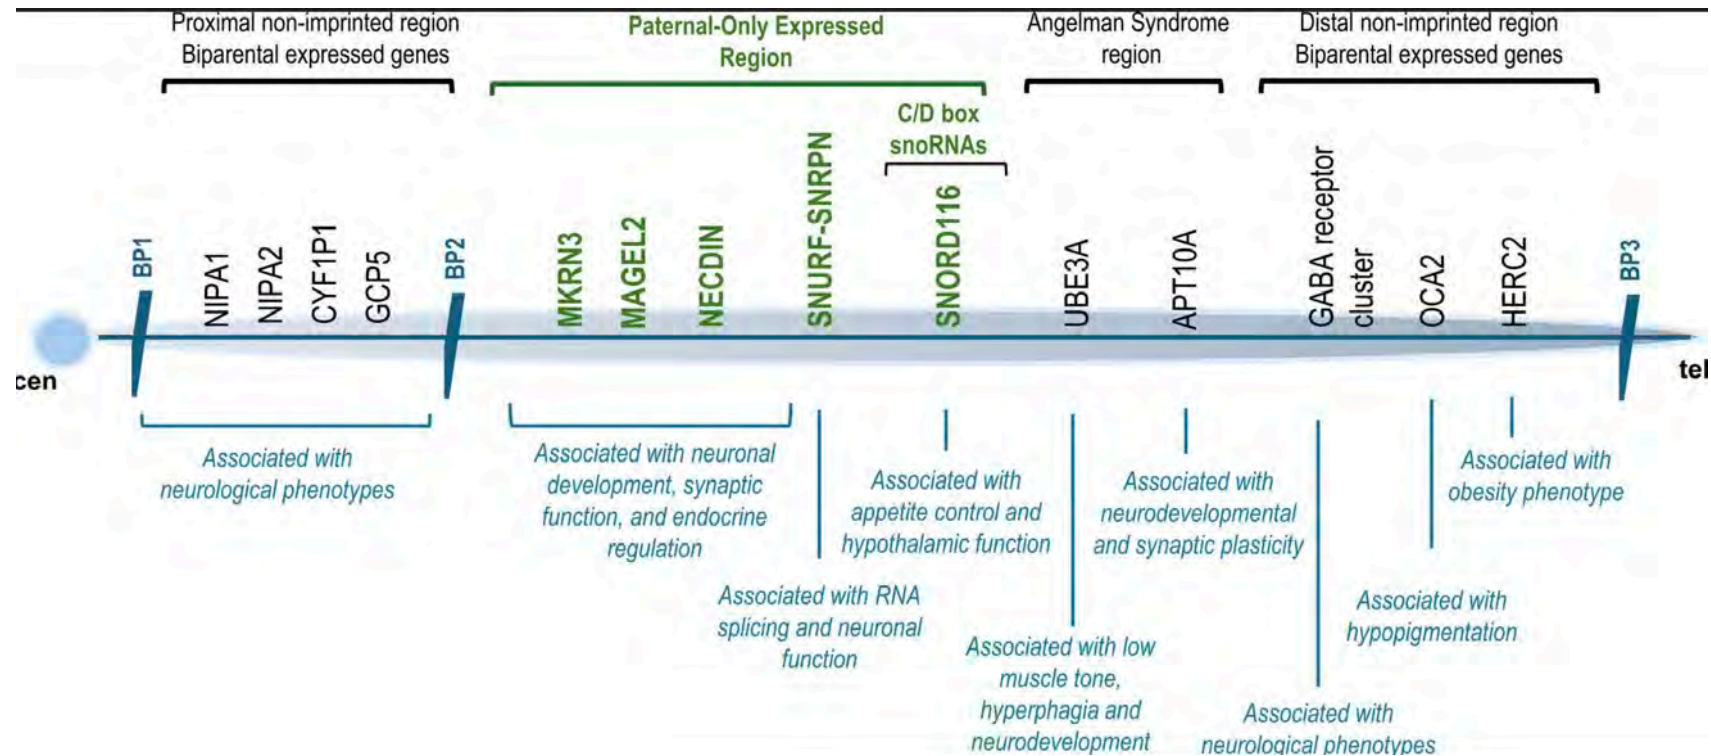 Proximal non-imprinted region
Biparental expressed genes
Paternal-Only Expressed
Region
Angelman Syndrome
region
Distal non-imprinted region
Biparental expressed genes
C/D box
snoRNAs
BP1
NIPA1
NIPA2
CYF1P1
GCP5
BP2
MKRN3
MAGEL2
NECDIN
SNURF-SNRPN
SNORD116
UBE3A
APT10A
GABA receptor
cluster
OCA2
HERC2
BP3
cen
tel
Associated with
neurological phenotypes
Associated with neuronal
development, synaptic
function, and endocrine
regulation
Associated with RNA
splicing and neuronal
function
Associated with
appetite control and
hypothalamic function
Associated with low
muscle tone,
hyperphagia and
neurodevelopment
Associated with
neurodevelopmental
and synaptic plasticity
Associated with
neurological phenotypes
Associated with
hypopigmentation
Associated with
obesity phenotype